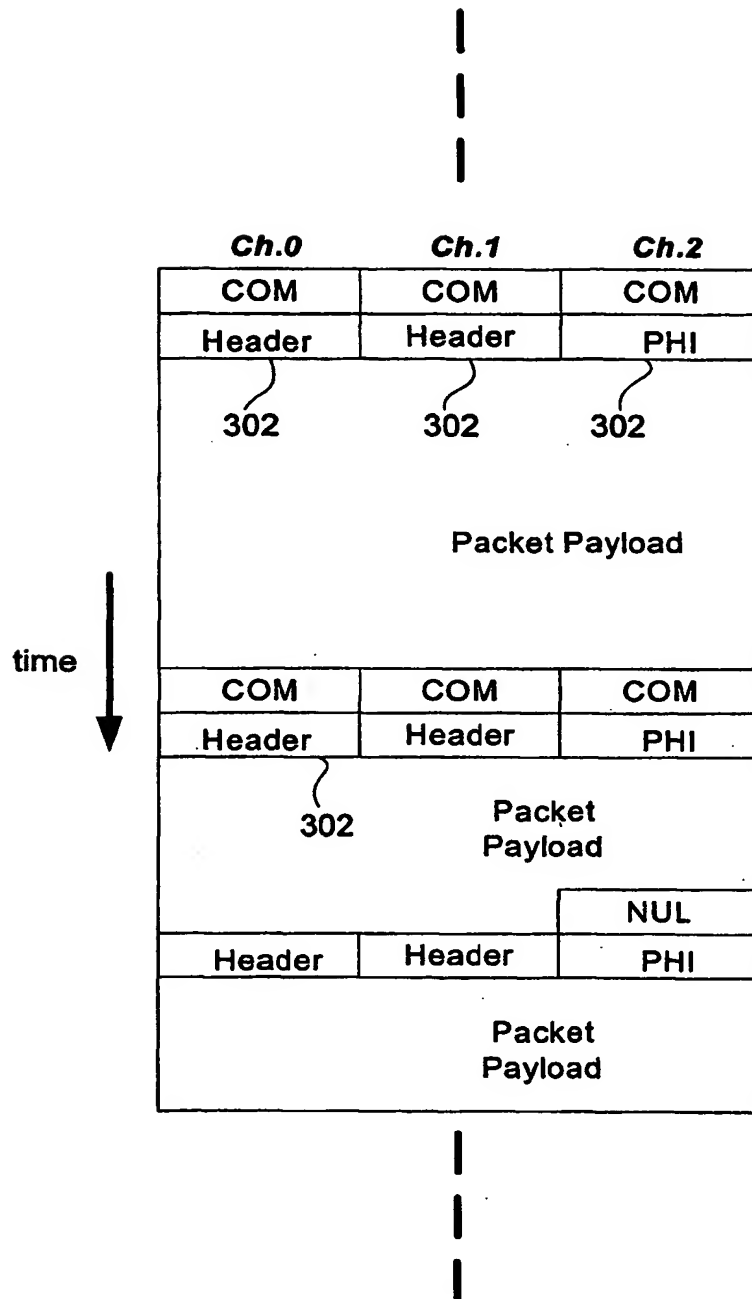 Ch.0 Ch.1 Ch.2
COM COM COM
Header Header PHI
302 302 302
Packet Payload
time
COM COM COM
Header Header PHI
302
Packet
Payload
NUL
Header Header PHI
Packet
Payload